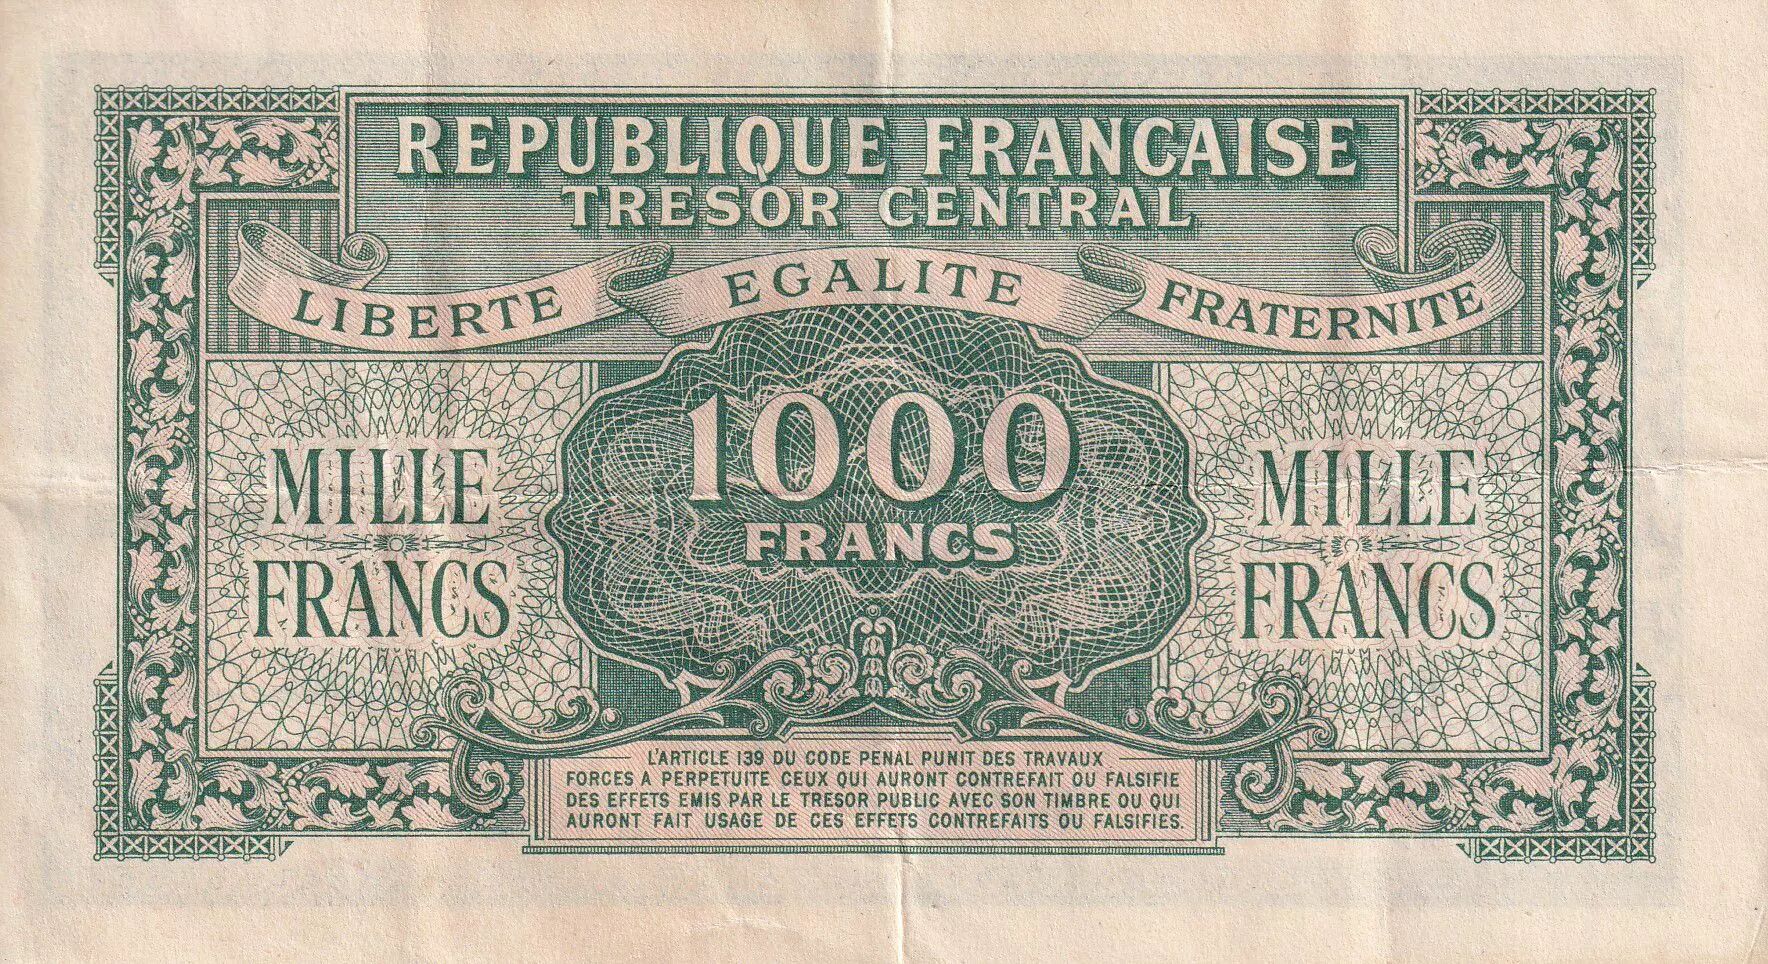 REPUBLIQUE FRANCAISE
TRESOR CENTRAL
LIBERTE EGALITE FRATERNITE
1000
FRANCS
MILLE
FRANCS
MILLE
FRANCS
L'ARTICLE 139 DU CODE PENAL PUNIT DES TRAVAUX
FORCES A PERPETUITE CEUX QUI AURONT CONTREFAIT OU FALSIFIE
DES EFFETS EMIS PAR LE TRESOR PUBLIC AVEC SON TIMBRE OU QUI
AURONT FAIT USAGE DE CES EFFETS CONTREFAITS OU FALSIFIES.